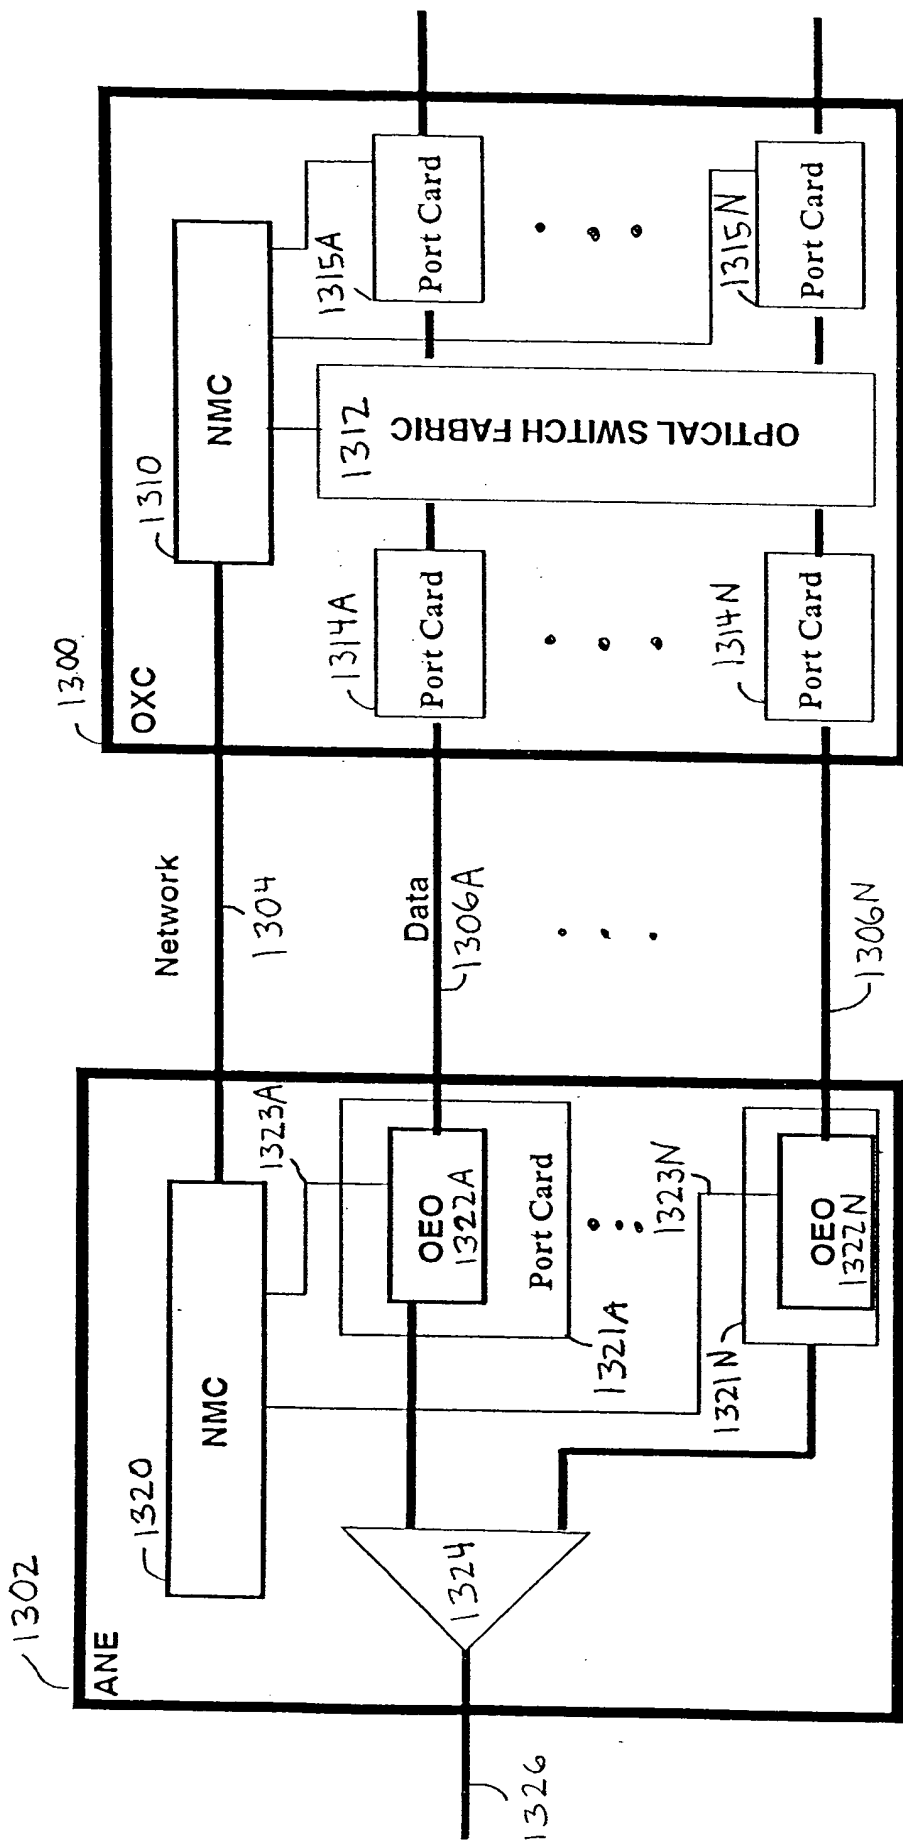 1302
ANE
1320
NMC
1323A
OEO
1322A
Port Card
1321A
1323N
1321N
OEO
1322N
1324
1326
Network
1304
Data
1306A
1306N
1300
OXC
1310
NMC
1314A
Port Card
1314N
Port Card
1312
OPTICAL SWITCH FABRIC
1315A
Port Card
1315N
Port Card